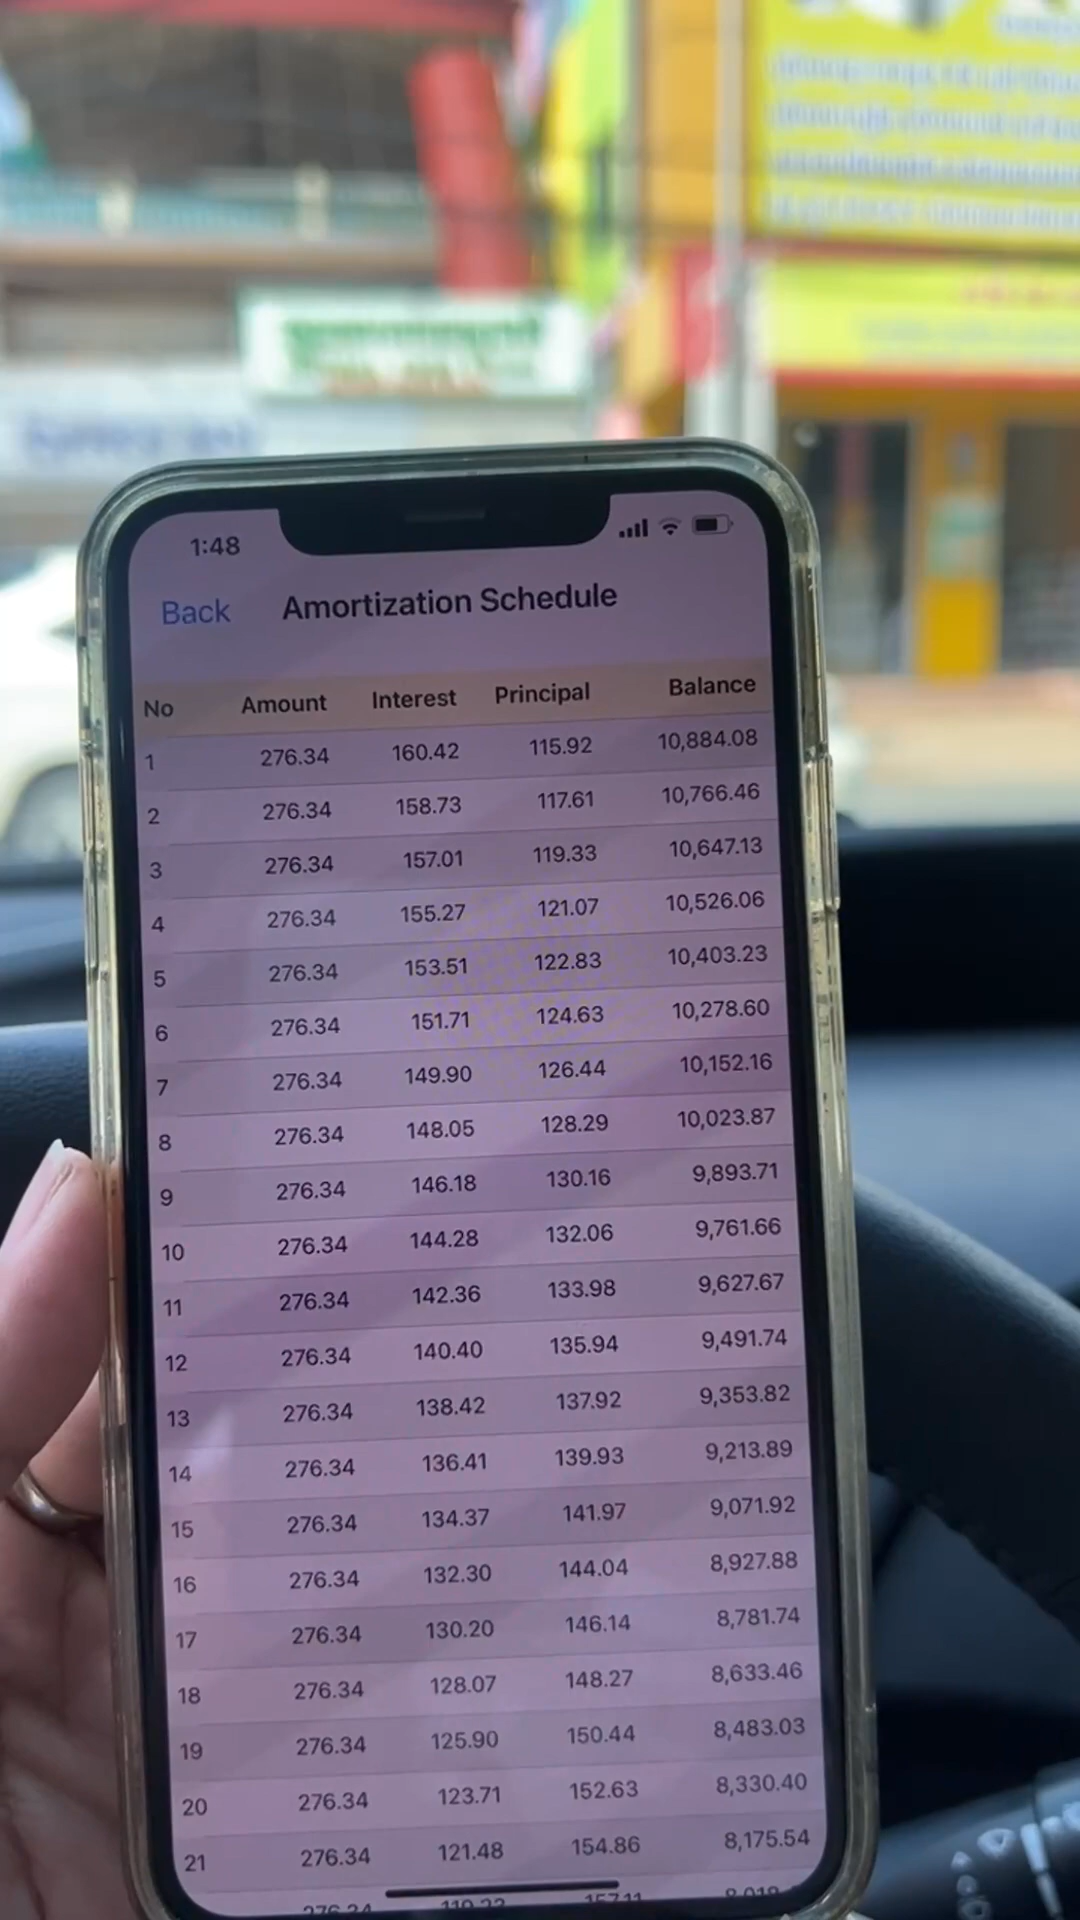 1:48
Back Amortization Schedule
No Amount Interest Principal Balance
1 276.34 160.42 115.92 10,884.08
2 276.34 158.73 117.61 10,766.46
3 276.34 157.01 119.33 10,647.13
4 276.34 155.27 121.07 10,526.06
5 276.34 153.51 122.83 10,403.23
6 276.34 151.71 124.63 10,278.60
7 276.34 149.90 126.44 10,152.16
8 276.34 148.05 128.29 10,023.87
9 276.34 146.18 130.16 9,893.71
10 276.34 144.28 132.06 9,761.66
11 276.34 142.36 133.98 9,627.67
12 276.34 140.40 135.94 9,491.74
13 276.34 138.42 137.92 9,353.82
14 276.34 136.41 139.93 9,213.89
15 276.34 134.37 141.97 9,071.92
16 276.34 132.30 144.04 8,927.88
17 276.34 130.20 146.14 8,781.74
18 276.34 128.07 148.27 8,633.46
19 276.34 125.90 150.44 8,483.03
20 276.34 123.71 152.63 8,330.40
21 276.34 121.48 154.86 8,175.54
276.34